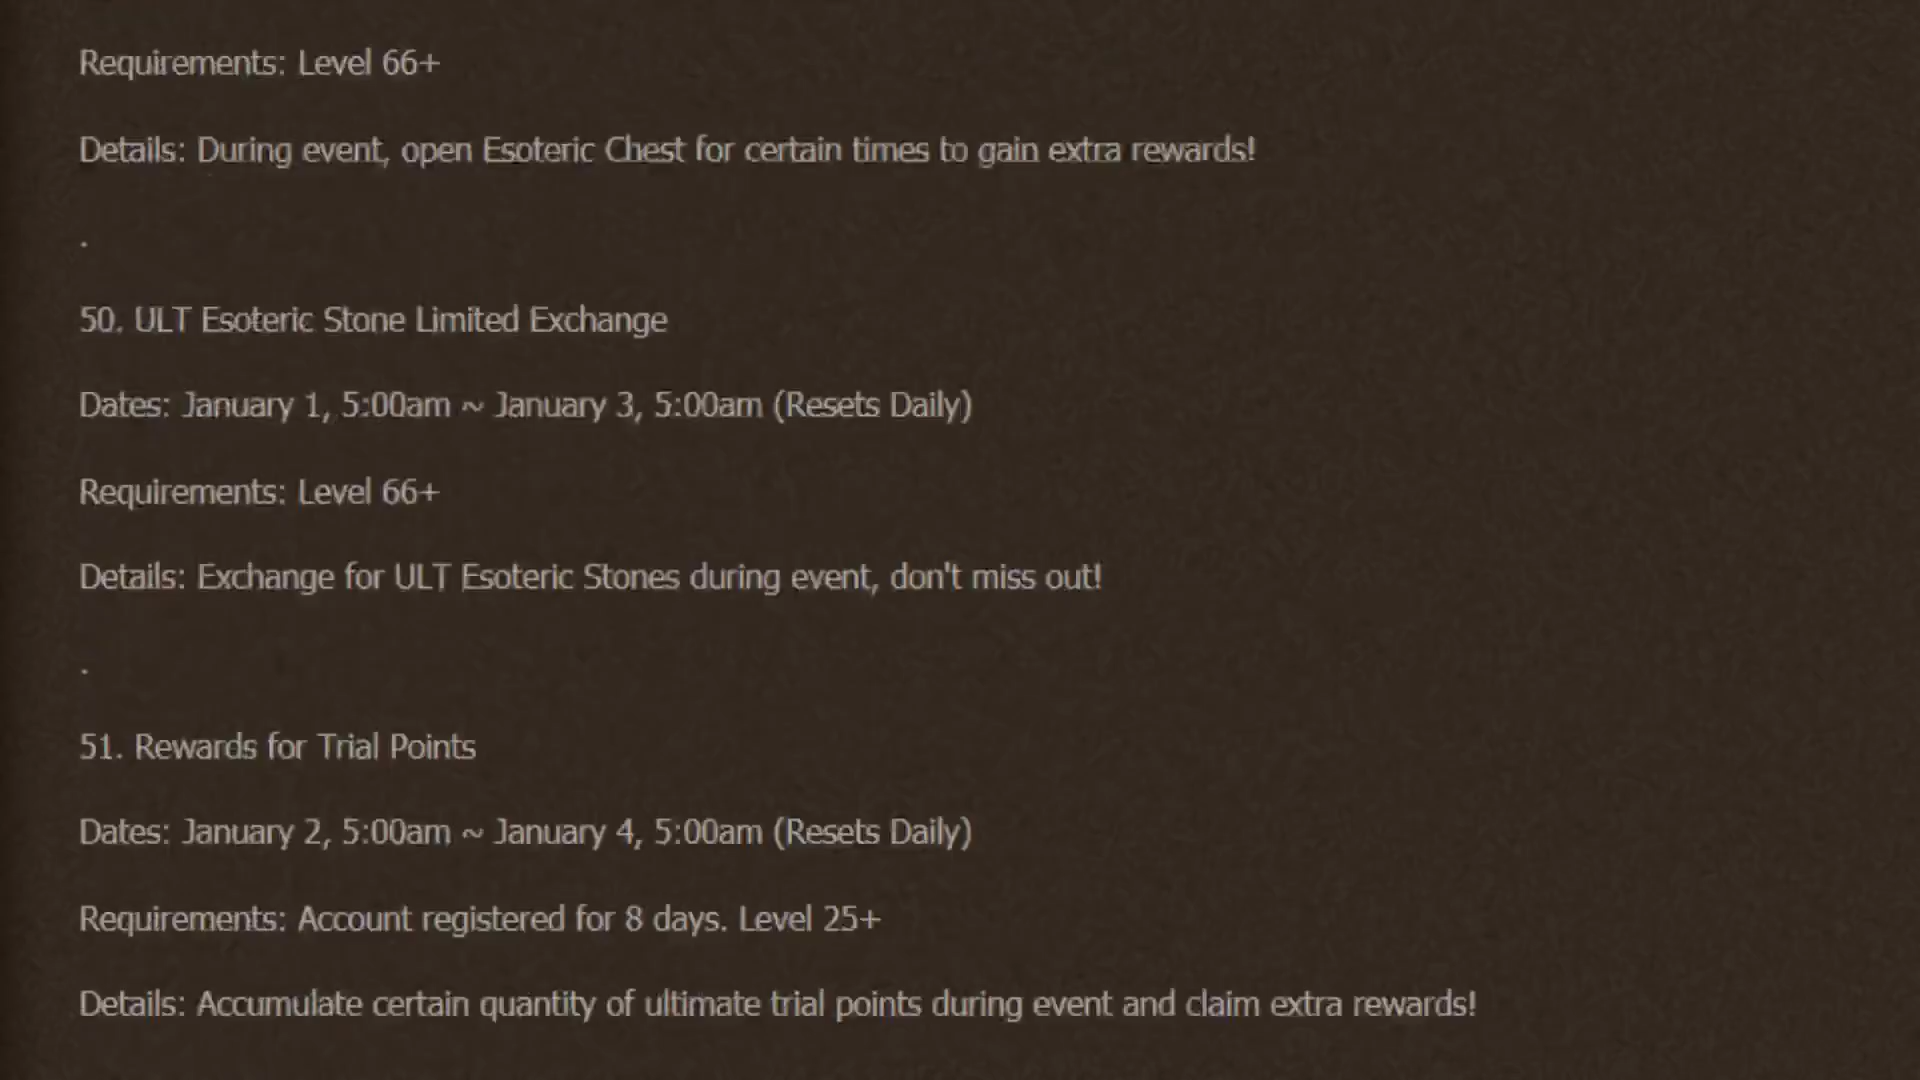 Requirements: Level 66+
Details: During event, open Esoteric Chest for certain times to gain extra rewards!
.
50. ULT Esoteric Stone Limited Exchange
Dates: January 1, 5:00am ~ January 3, 5:00am (Resets Daily)
Requirements: Level 66+
Details: Exchange for ULT Esoteric Stones during event, don't miss out!
.
51. Rewards for Trial Points
Dates: January 2, 5:00am ~ January 4, 5:00am (Resets Daily)
Requirements: Account registered for 8 days. Level 25+
Details: Accumulate certain quantity of ultimate trial points during event and claim extra rewards!